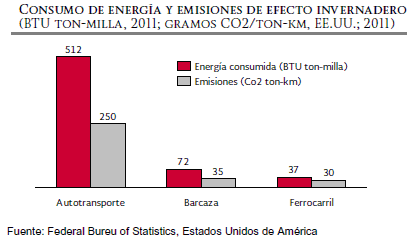 CONSUMO DE ENERGÍA Y EMISIONES DE EFECTO INVERNADERO
(BTU TON-MILLA, 2011; GRAMOS CO2/TON-KM, EE.UU.; 2011)
512
Energía consumida (BTU ton-milla)
Emisiones (Co2 ton-km)
250
72
35
37
30
Autotransporte Barcaza Ferrocarril
Fuente: Federal Bureu of Statistics, Estados Unidos de América